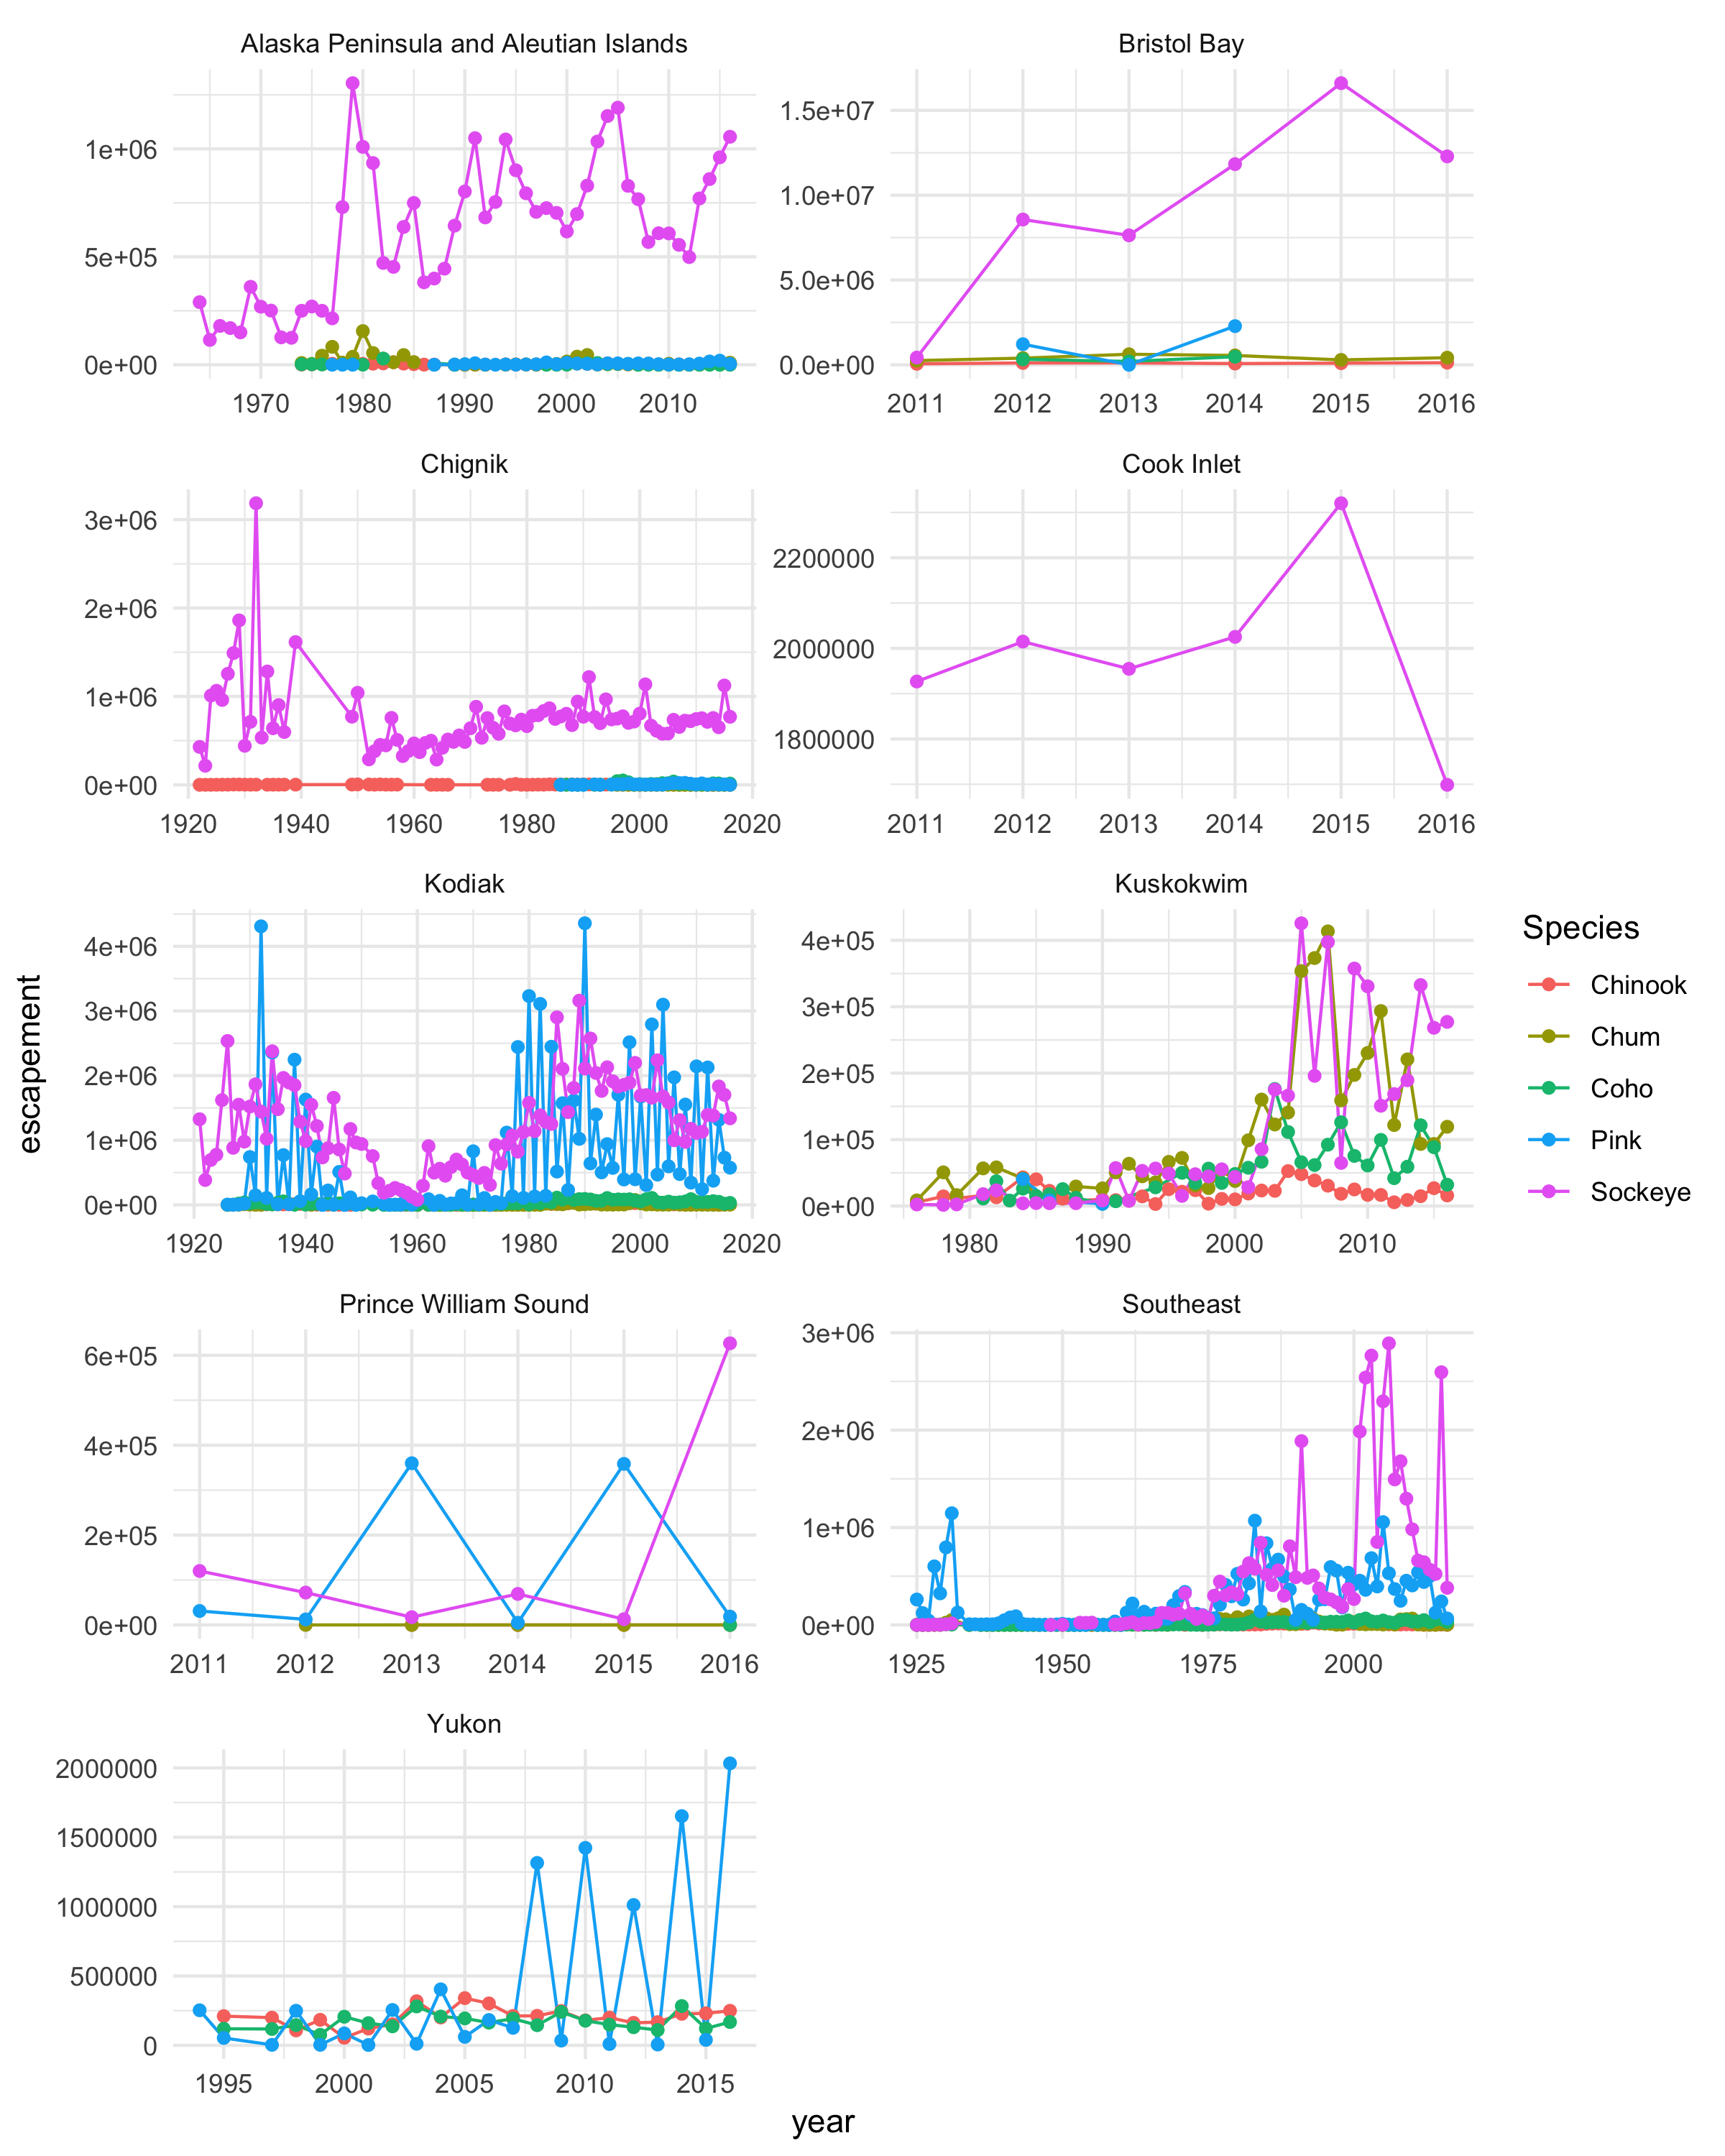 Alaska Peninsula and Aleutian Islands
1e+06
5e+05
0e+00
1970 1980 1990 2000 2010
Bristol Bay
1.5e+07
1.0e+07
5.0e+06
0.0e+00
2011 2012 2013 2014 2015 2016
Chignik
3e+06
2e+06
1e+06
0e+00
1920 1940 1960 1980 2000 2020
Cook Inlet
2200000
2000000
1800000
2011 2012 2013 2014 2015 2016
Kodiak
4e+06
3e+06
2e+06
1e+06
0e+00
1920 1940 1960 1980 2000 2020
Kuskokwim
4e+05
3e+05
2e+05
1e+05
0e+00
1980 1990 2000 2010
Prince William Sound
6e+05
4e+05
2e+05
0e+00
2011 2012 2013 2014 2015 2016
Southeast
3e+06
2e+06
1e+06
0e+00
1925 1950 1975 2000
Yukon
2000000
1500000
1000000
500000
0
1995 2000 2005 2010 2015
year
escapement
Species
Chinook
Chum
Coho
Pink
Sockeye